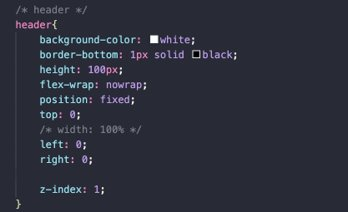 /* header */
header{
background-color: white;
border-bottom: 1px solid black;
height: 100px;
flex-wrap: nowrap;
position: fixed;
top: 0;
/* width: 100% */
left: 0;
right: 0;
z-index: 1;
}